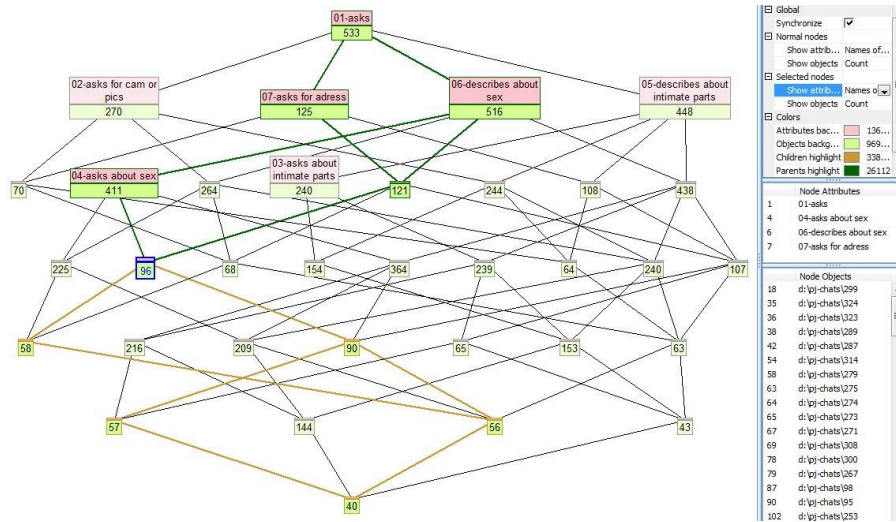 01-asks
533
02-asks for cam or
pics
270
07-asks for adress
125
06-describes about
sex
516
05-describes about
intimate parts
448
70
04-asks about sex
411
264
03-asks about
intimate parts
240
121
244
108
438
225
96
68
154
364
239
64
240
107
58
216
209
90
65
153
63
57
144
56
43
40
Global
Synchronize
Normal nodes
Show attrib... Names of...
Show objects Count
Selected nodes
Show attrib... Names o
Show objects Count
Colors
Attributes bac... 136...
Objects backg... 969...
Children highlight 338...
Parents highlight 26112
Node Attributes
1 01-asks
4 04-asks about sex
6 06-describes about sex
7 07-asks for adress
Node Objects
18 d:\pj-chats\299
35 d:\pj-chats\324
36 d:\pj-chats\323
38 d:\pj-chats\289
42 d:\pj-chats\287
54 d:\pj-chats\314
58 d:\pj-chats\279
63 d:\pj-chats\275
64 d:\pj-chats\274
65 d:\pj-chats\273
67 d:\pj-chats\271
69 d:\pj-chats\308
78 d:\pj-chats\300
79 d:\pj-chats\267
87 d:\pj-chats\98
90 d:\pj-chats\95
102 d:\pj-chats\253